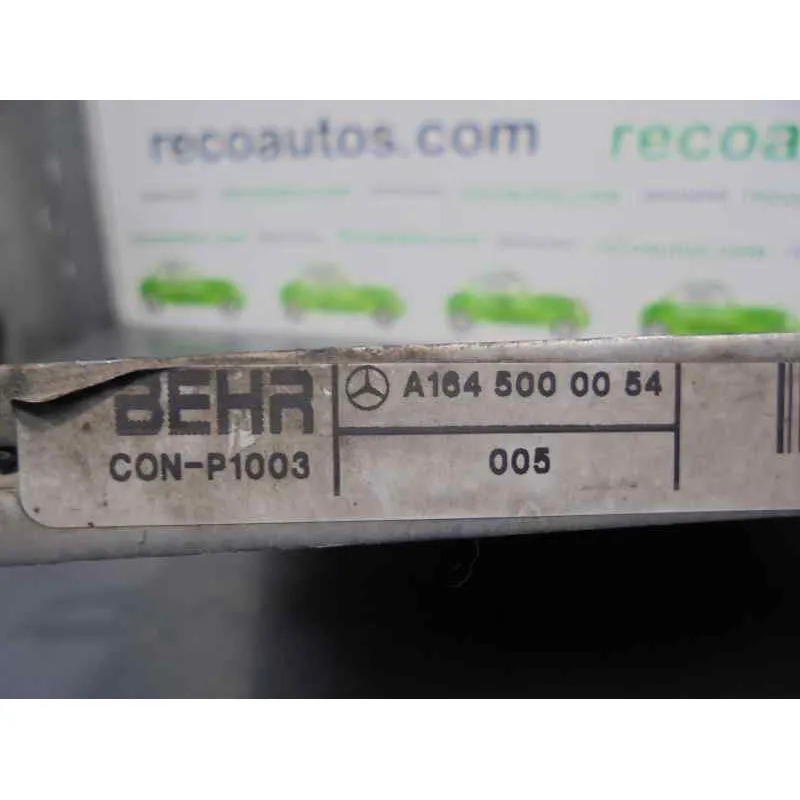 recoautos.com recoa
BEHR A164 500 00 54
CON-P1003 005